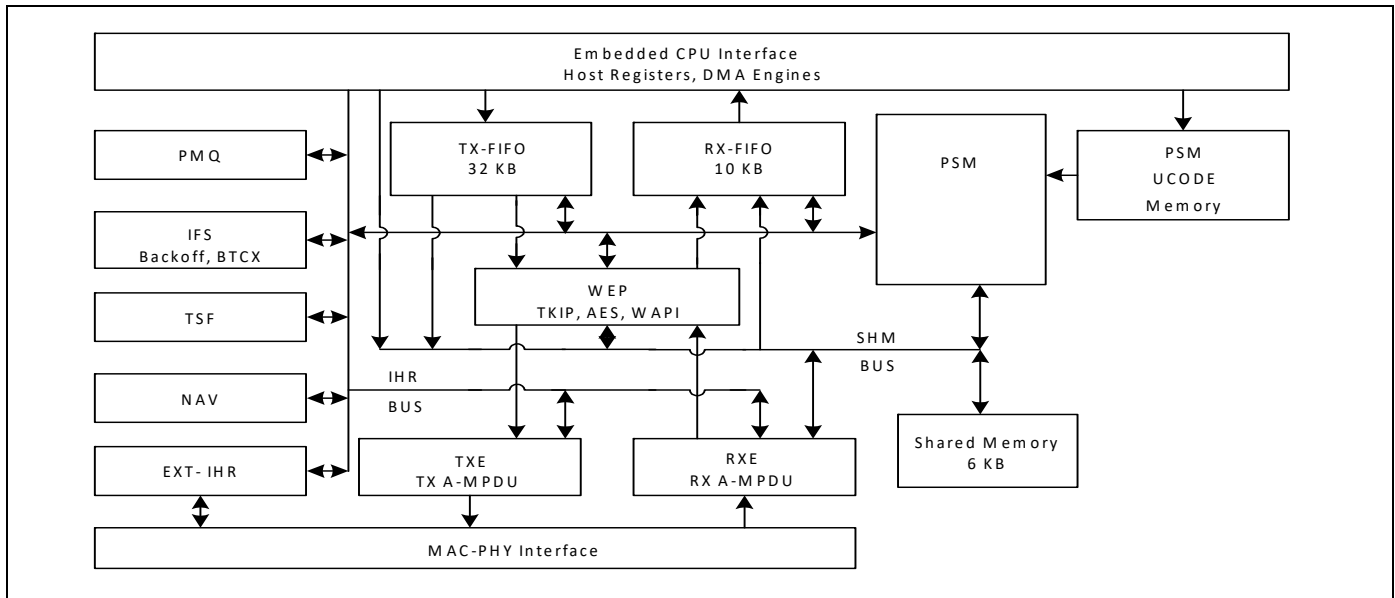 Embedded CPU Interface
Host Registers, DMA Engines
PMQ
TX-FIFO
32 KB
RX-FIFO
10 KB
PSM
PSM
UCODE
Memory
IFS
Backoff, BTCX
WEP
TKIP, AES, WAPI
TSF
SHM
BUS
IHR
BUS
NAV
Shared Memory
6 KB
EXT- IHR
TXE
TX A-MPDU
RXE
RX A-MPDU
MAC-PHY Interface